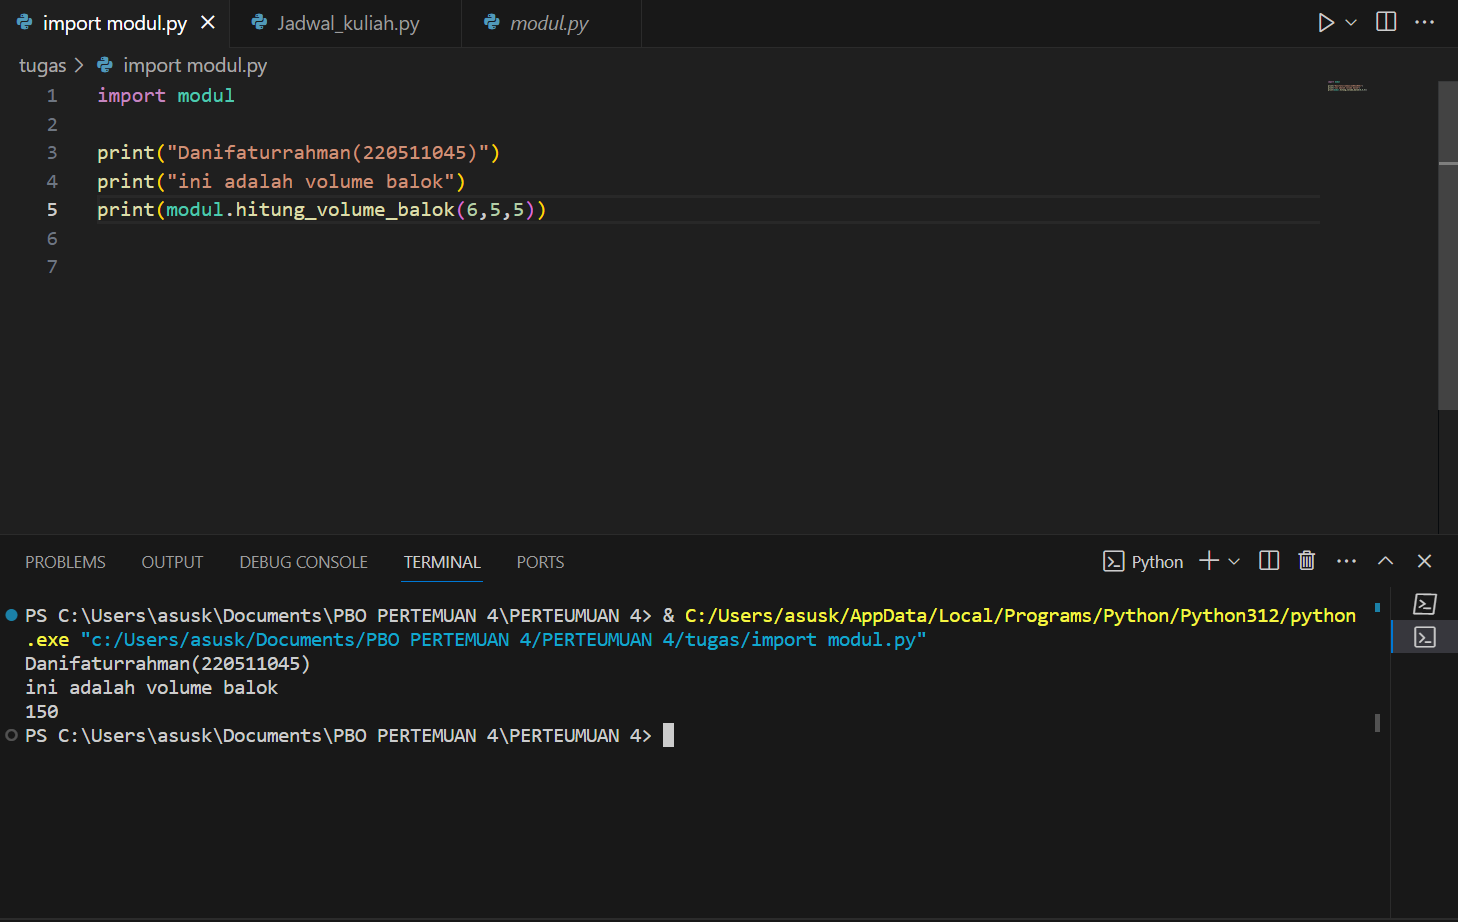 import modul.py Jadwal_kuliah.py modul.py
tugas > import modul.py
1 import modul
2
3 print("Danifaturrahman(220511045)")
4 print("ini adalah volume balok")
5 print(modul.hitung_volume_balok(6,5,5))
6
7
PROBLEMS OUTPUT DEBUG CONSOLE TERMINAL PORTS Python
PS C:\Users\asusk\Documents\PBO PERTEMUAN 4\PERTEUMUAN 4> & C:/Users/asusk/AppData/Local/Programs/Python/Python312/python
.exe "c:/Users/asusk/Documents/PBO PERTEMUAN 4/PERTEUMUAN 4/tugas/import modul.py"
Danifaturrahman(220511045)
ini adalah volume balok
150
PS C:\Users\asusk\Documents\PBO PERTEMUAN 4\PERTEUMUAN 4>